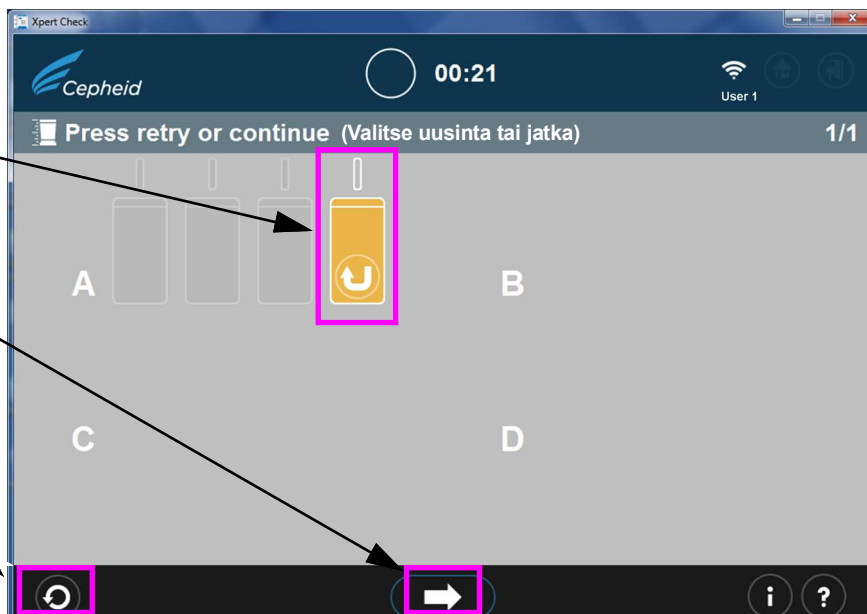 Xpert Check
Cepheid
00:21
User 1
Press retry or continue (Valitse uusinta tai jatka) 1/1
A B
C D
i ?